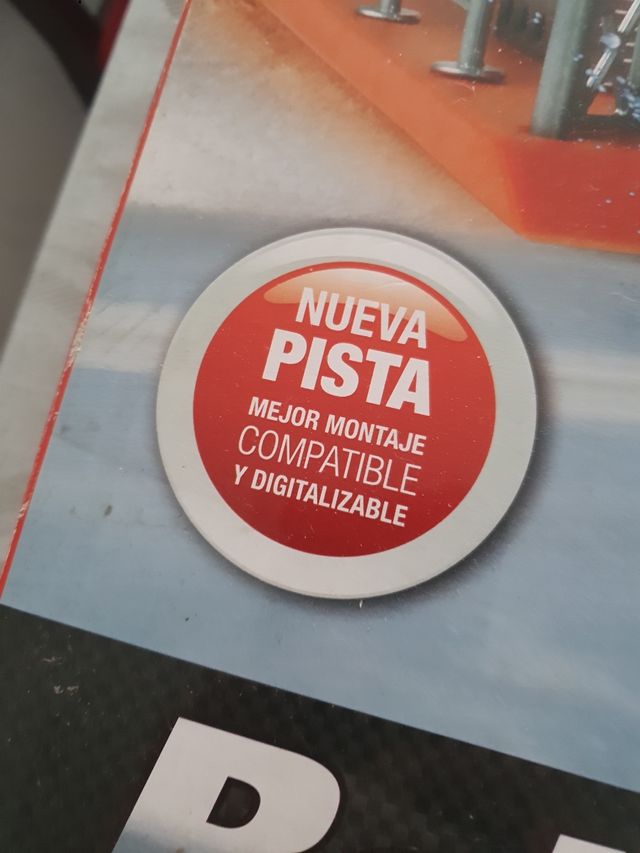 NUEVA
PISTA
MEJOR MONTAJE
COMPATIBLE
Y DIGITALIZABLE